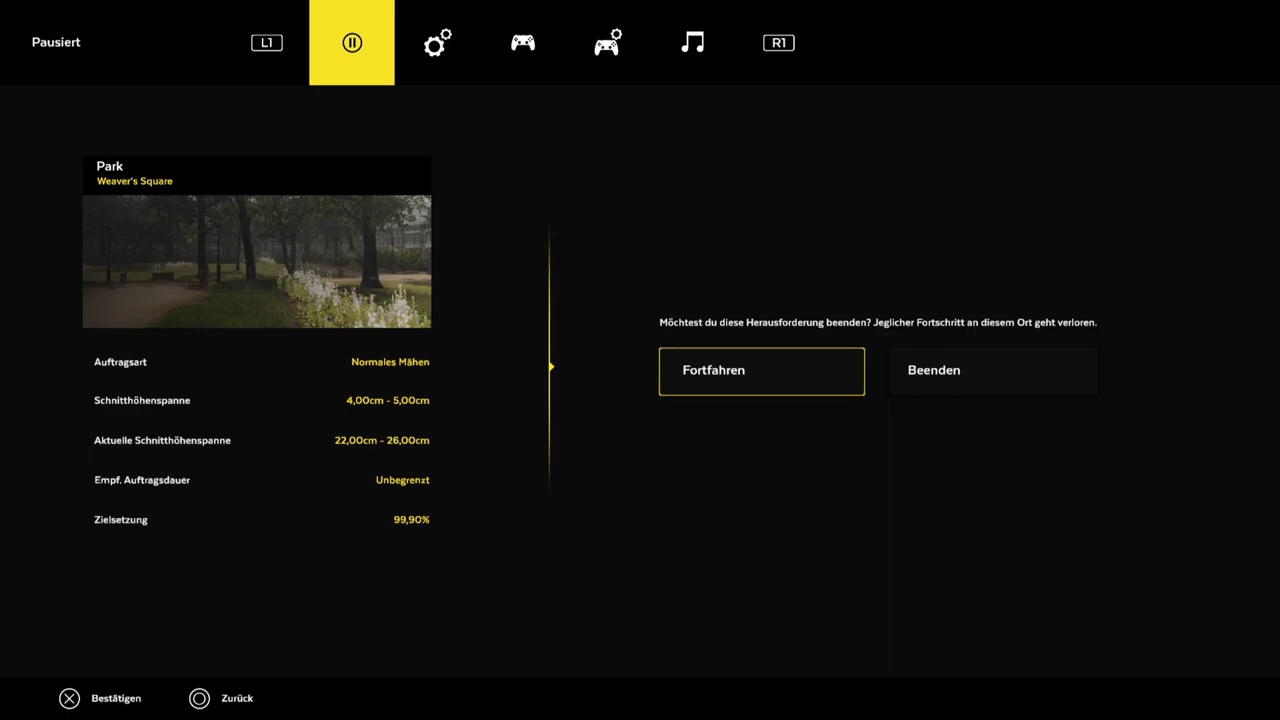 Pausiert
L1
R1
Park
Weaver's Square
Auftragsart Normales Mähen
Schnitthöhenspanne 4,00cm - 5,00cm
Aktuelle Schnitthöhenspanne 22,00cm - 26,00cm
Empf. Auftragsdauer Unbegrenzt
Zielsetzung 99,90%
Möchtest du diese Herausforderung beenden? Jeglicher Fortschritt an diesem Ort geht verloren.
Fortfahren
Beenden
Bestätigen
Zurück